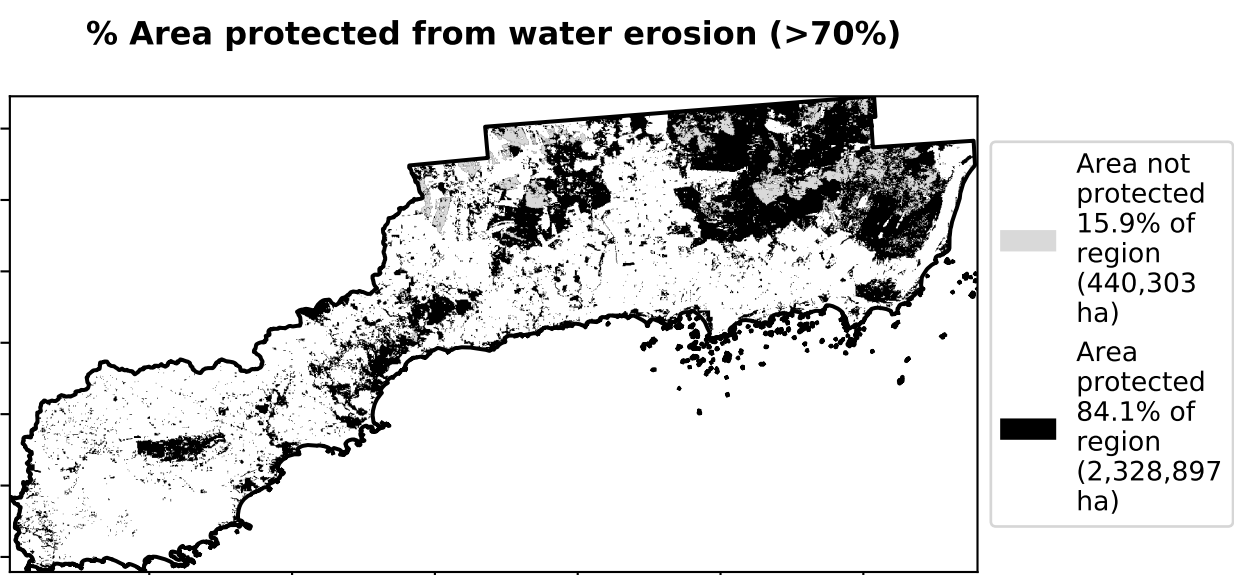 % Area protected from water erosion (>70%)
Area not
protected
15.9% of
region
(440,303
ha)
Area
protected
84.1% of
region
(2,328,897
ha)